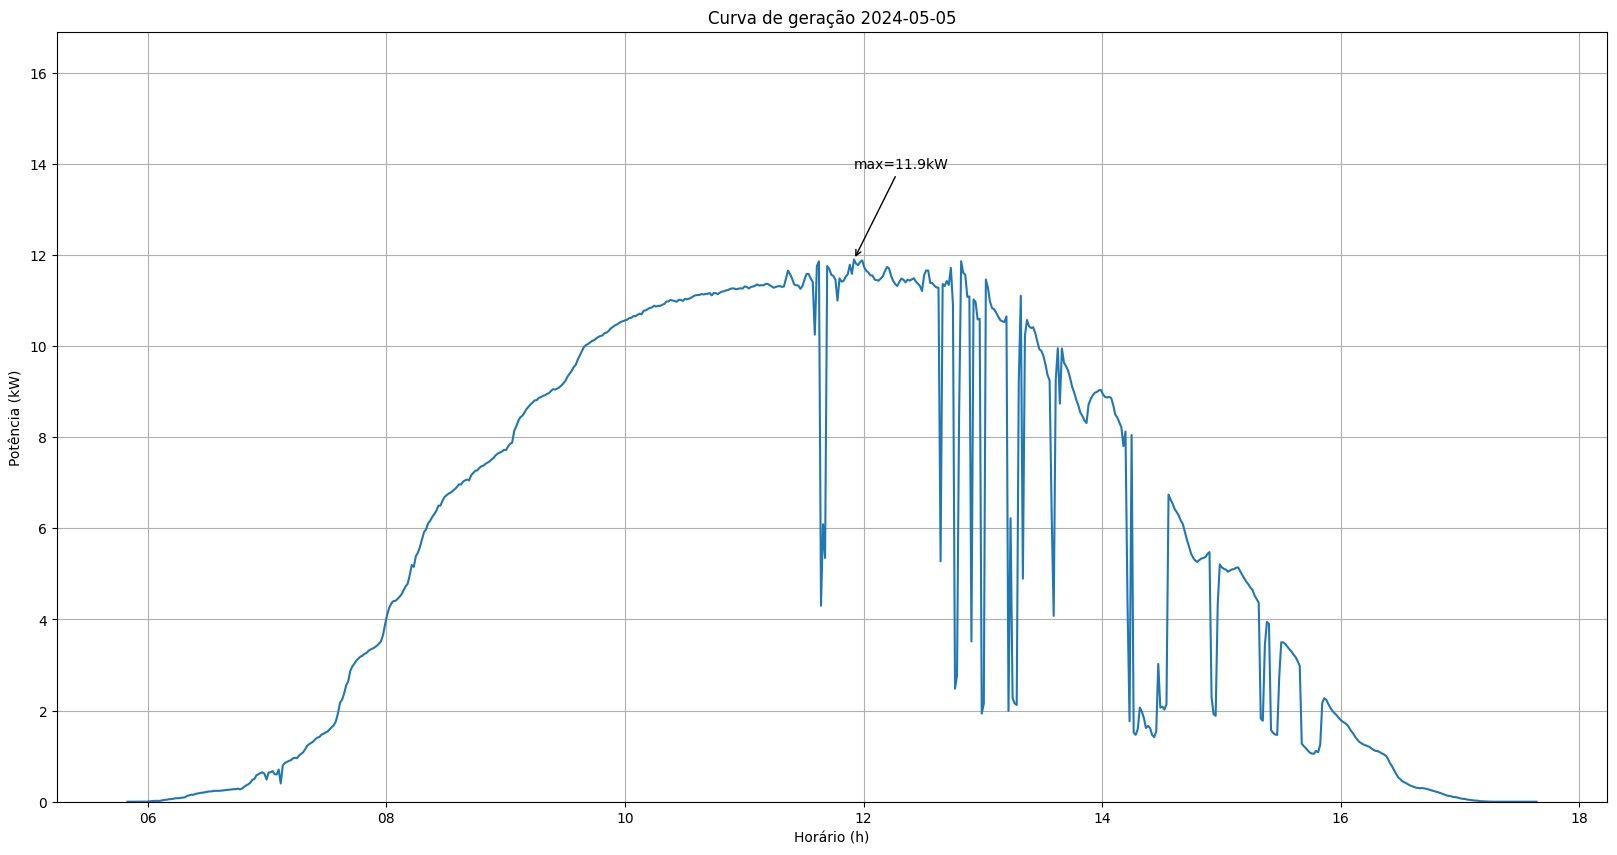 Curva de geração 2024-05-05
16
14
12
10
8
6
4
2
0
Potência (kW)
max=11.9kW
06 08 10 12 14 16 18
Horário (h)